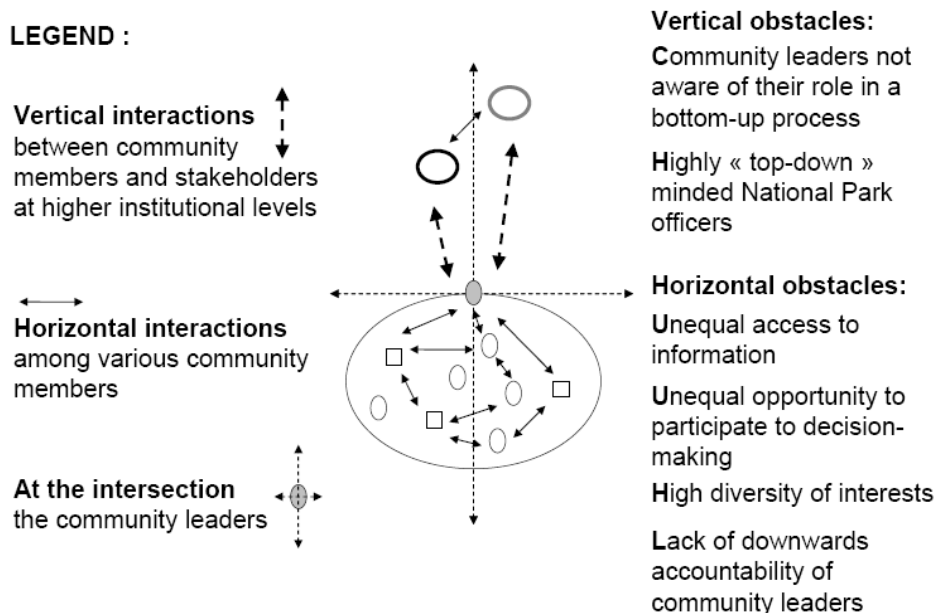 LEGEND :
Vertical interactions
between community
members and stakeholders
at higher institutional levels
Horizontal interactions
among various community
members
At the intersection
the community leaders
Vertical obstacles:
Community leaders not
aware of their role in a
bottom-up process
Highly « top-down »
minded National Park
officers
Horizontal obstacles:
Unequal access to
information
Unequal opportunity to
participate to decision-
making
High diversity of interests
Lack of downwards
accountability of
community leaders